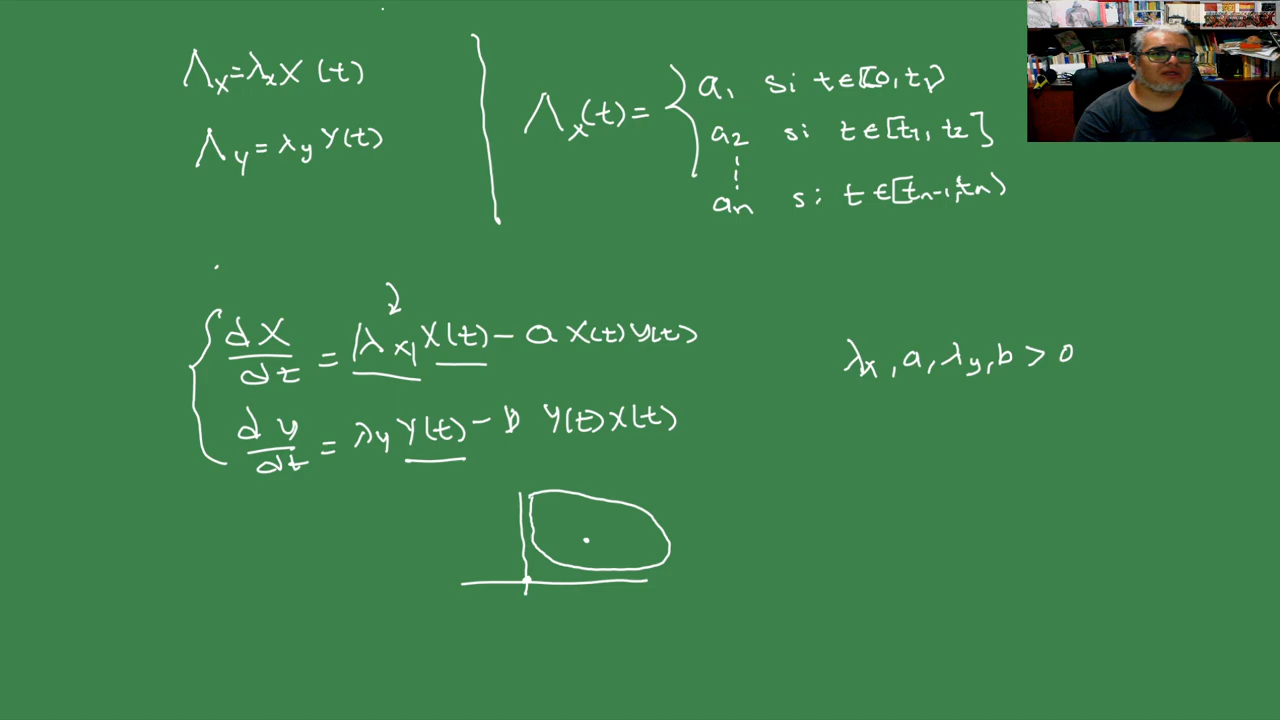 Λx = λx X(t)
Λy = λy Y(t)
Λx(t) = { a1 si t ∈ [0, t1)
a2 si t ∈ [t1, t2]
⋮
an si t ∈ [tn-1, tn)
dX/dt = λx1 X(t) - a X(t) Y(t)
dy/dt = λy Y(t) - b Y(t) X(t)
λx, a, λy, b > 0